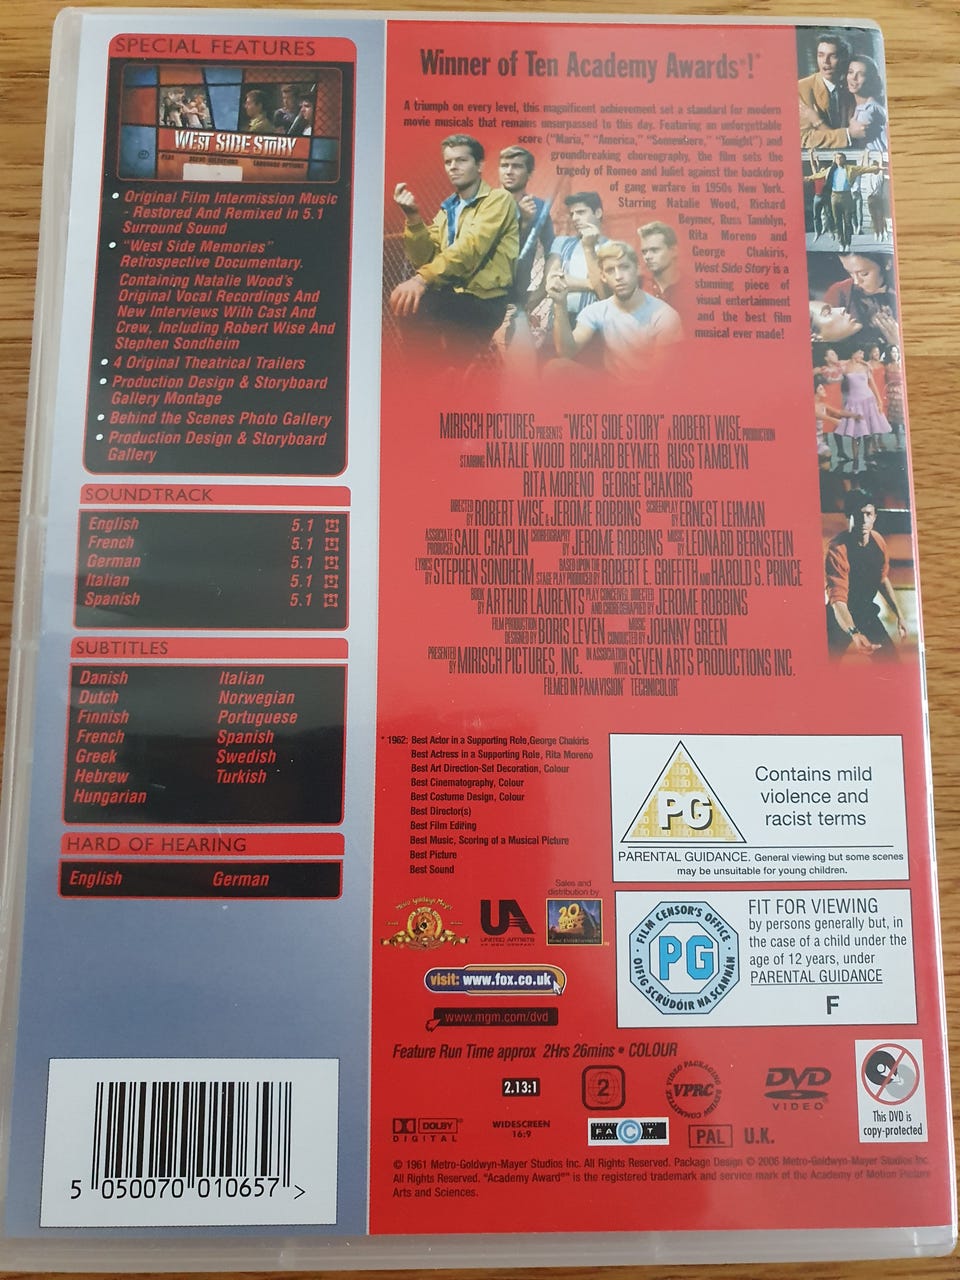 SPECIAL FEATURES
WEST SIDE STORY
PLAY SCENE SELECTIONS LANGUAGE OPTIONS
• Original Film Intermission Music
- Restored And Remixed in 5.1
Surround Sound
• "West Side Memories"
Retrospective Documentary.
Containing Natalie Wood's
Original Vocal Recordings And
New Interviews With Cast And
Crew, Including Robert Wise And
Stephen Sondheim
• 4 Original Theatrical Trailers
• Production Design & Storyboard
Gallery Montage
• Behind the Scenes Photo Gallery
• Production Design & Storyboard
Gallery
SOUNDTRACK
English 5.1
French 5.1
German 5.1
Italian 5.1
Spanish 5.1
SUBTITLES
Danish Italian
Dutch Norwegian
Finnish Portuguese
French Spanish
Greek Swedish
Hebrew Turkish
Hungarian
HARD OF HEARING
English German
5 050070 010657 >
Winner of Ten Academy Awards®!*
A triumph on every level, this magnificent achievement set a standard for modern
movie musicals that remains unsurpassed to this day. Featuring an unforgettable
score ("Maria," "America," "Somewhere," "Tonight") and
groundbreaking choreography, the film sets the
tragedy of Romeo and Juliet against the backdrop
of gang warfare in 1950s New York.
Starring Natalie Wood, Richard
Beymer, Russ Tamblyn,
Rita Moreno and
George Chakiris,
West Side Story is a
stunning piece of
visual entertainment
and the best film
musical ever made!
MIRISCH PICTURES PRESENTS "WEST SIDE STORY" A ROBERT WISE PRODUCTION
STARRING NATALIE WOOD RICHARD BEYMER RUSS TAMBLYN
RITA MORENO GEORGE CHAKIRIS
DIRECTED BY ROBERT WISE & JEROME ROBBINS SCREENPLAY BY ERNEST LEHMAN
ASSOCIATE PRODUCER SAUL CHAPLIN CHOREOGRAPHY BY JEROME ROBBINS MUSIC BY LEONARD BERNSTEIN
LYRICS BY STEPHEN SONDHEIM BASED UPON THE STAGE PLAY PRODUCED BY ROBERT E. GRIFFITH AND HAROLD S. PRINCE
BOOK BY ARTHUR LAURENTS PLAY CONCEIVED, DIRECTED AND CHOREOGRAPHED BY JEROME ROBBINS
FILM PRODUCTION DESIGNED BY BORIS LEVEN MUSIC CONDUCTED BY JOHNNY GREEN
PRESENTED BY MIRISCH PICTURES, INC. IN ASSOCIATION WITH SEVEN ARTS PRODUCTIONS INC.
FILMED IN PANAVISION® TECHNICOLOR®
* 1962: Best Actor in a Supporting Role, George Chakiris
Best Actress in a Supporting Role, Rita Moreno
Best Art Direction-Set Decoration, Colour
Best Cinematography, Colour
Best Costume Design, Colour
Best Director(s)
Best Film Editing
Best Music, Scoring of a Musical Picture
Best Picture
Best Sound
PG
Contains mild
violence and
racist terms
PARENTAL GUIDANCE. General viewing but some scenes
may be unsuitable for young children.
Metro Goldwyn Mayer
UA
UNITED ARTISTS
Sales and
distribution by
20
FILM CENSOR'S OFFICE
PG
OIFIG SCRÚDÓIR NA SCANNÁN
FIT FOR VIEWING
by persons generally but, in
the case of a child under the
age of 12 years, under
PARENTAL GUIDANCE
F
visit: www.fox.co.uk
www.mgm.com/dvd
Feature Run Time approx 2Hrs 26mins • COLOUR
2.13:1
2
VIDEO PACKAGING REVIEW COMMITTEE
VPRC
DVD
VIDEO
This DVD is
copy-protected
DOLBY
DIGITAL
WIDESCREEN
16:9
FACT
PAL U.K.
© 1961 Metro-Goldwyn-Mayer Studios Inc. All Rights Reserved. Package Design © 2006 Metro-Goldwyn-Mayer Studios Inc.
All Rights Reserved. "Academy Award®" is the registered trademark and service mark of the Academy of Motion Picture
Arts and Sciences.